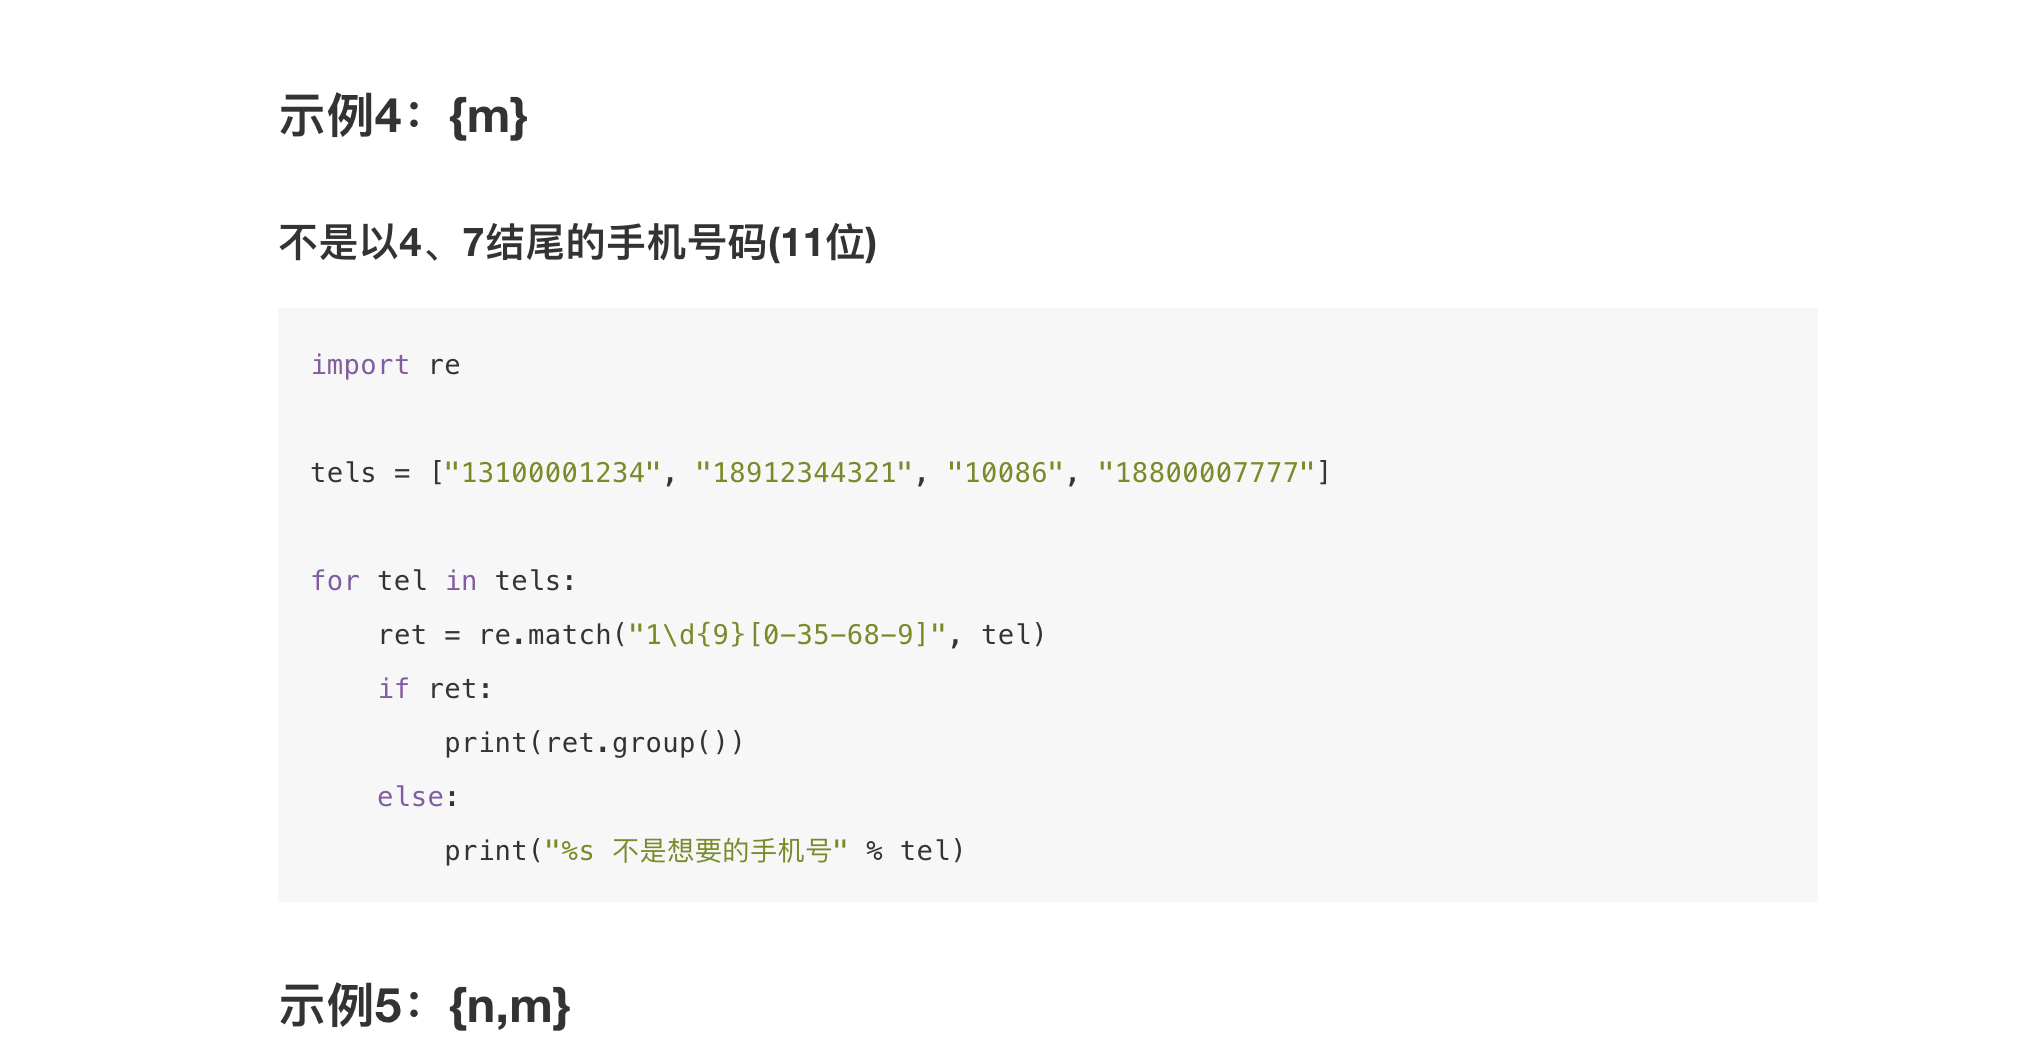 示例4：{m}
不是以4、7结尾的手机号码(11位)
import re
tels = ["13100001234", "18912344321", "10086", "18800007777"]
for tel in tels:
    ret = re.match("1\d{9}[0-35-68-9]", tel)
    if ret:
        print(ret.group())
    else:
        print("%s 不是想要的手机号" % tel)
示例5：{n,m}